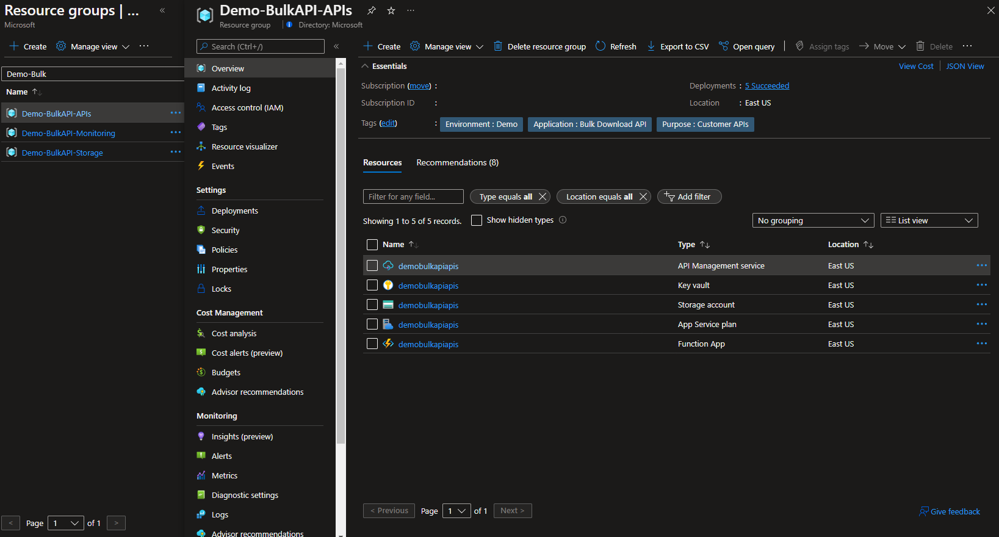 Resource groups | ...
Microsoft
Create
Manage view
Demo-Bulk
Name
Demo-BulkAPI-APIs
Demo-BulkAPI-Monitoring
Demo-BulkAPI-Storage
< Page 1 of 1 >
Demo-BulkAPI-APIs
Resource group
Directory: Microsoft
Search (Ctrl+/)
Overview
Activity log
Access control (IAM)
Tags
Resource visualizer
Events
Settings
Deployments
Security
Policies
Properties
Locks
Cost Management
Cost analysis
Cost alerts (preview)
Budgets
Advisor recommendations
Monitoring
Insights (preview)
Alerts
Metrics
Diagnostic settings
Logs
Advisor recommendations
Create Manage view Delete resource group Refresh Export to CSV Open query Assign tags Move Delete
Essentials
View Cost JSON View
Subscription (move) :
Deployments : 5 Succeeded
Subscription ID :
Location : East US
Tags (edit) : Environment : Demo Application : Bulk Download API Purpose : Customer APIs
Resources Recommendations (8)
Filter for any field... Type equals all Location equals all Add filter
Showing 1 to 5 of 5 records. Show hidden types No grouping List view
Name Type Location
demobulkapiapis API Management service East US
demobulkapiapis Key vault East US
demobulkapiapis Storage account East US
demobulkapiapis App Service plan East US
demobulkapiapis Function App East US
< Previous Page 1 of 1 Next >
Give feedback